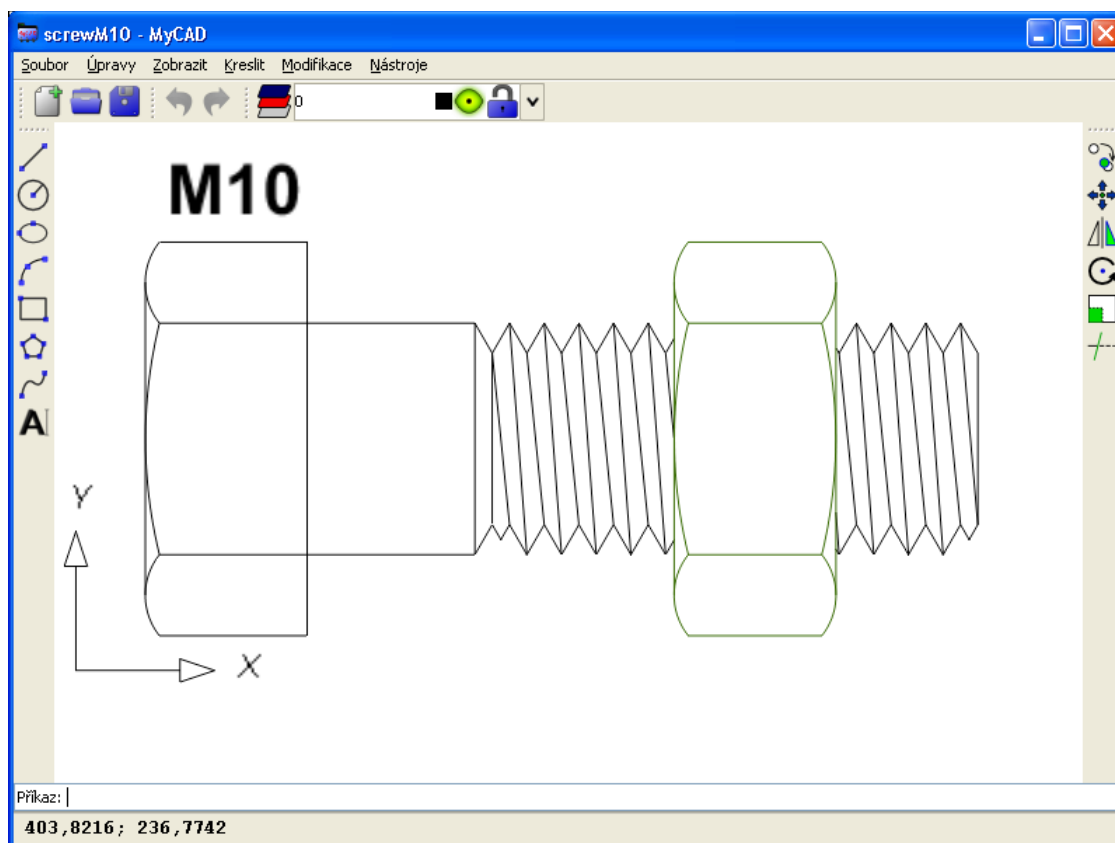 screwM10 - MyCAD
Soubor Úpravy Zobrazit Kreslit Modifikace Nástroje
0
M10
A
Y
X
Příkaz:
403,8216; 236,7742